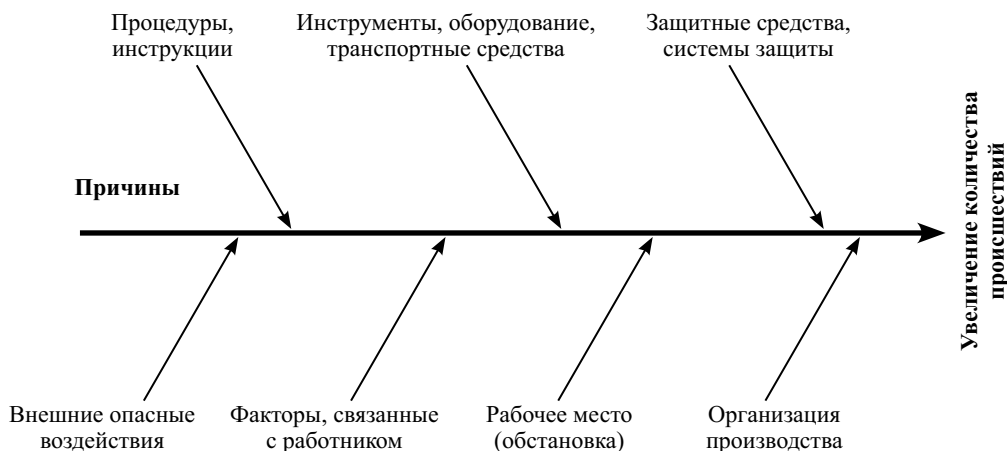 Процедуры,
инструкции
Инструменты, оборудование,
транспортные средства
Защитные средства,
системы защиты
Причины
Увеличение количества
происшествий
Внешние опасные
воздействия
Факторы, связанные
с работником
Рабочее место
(обстановка)
Организация
производства